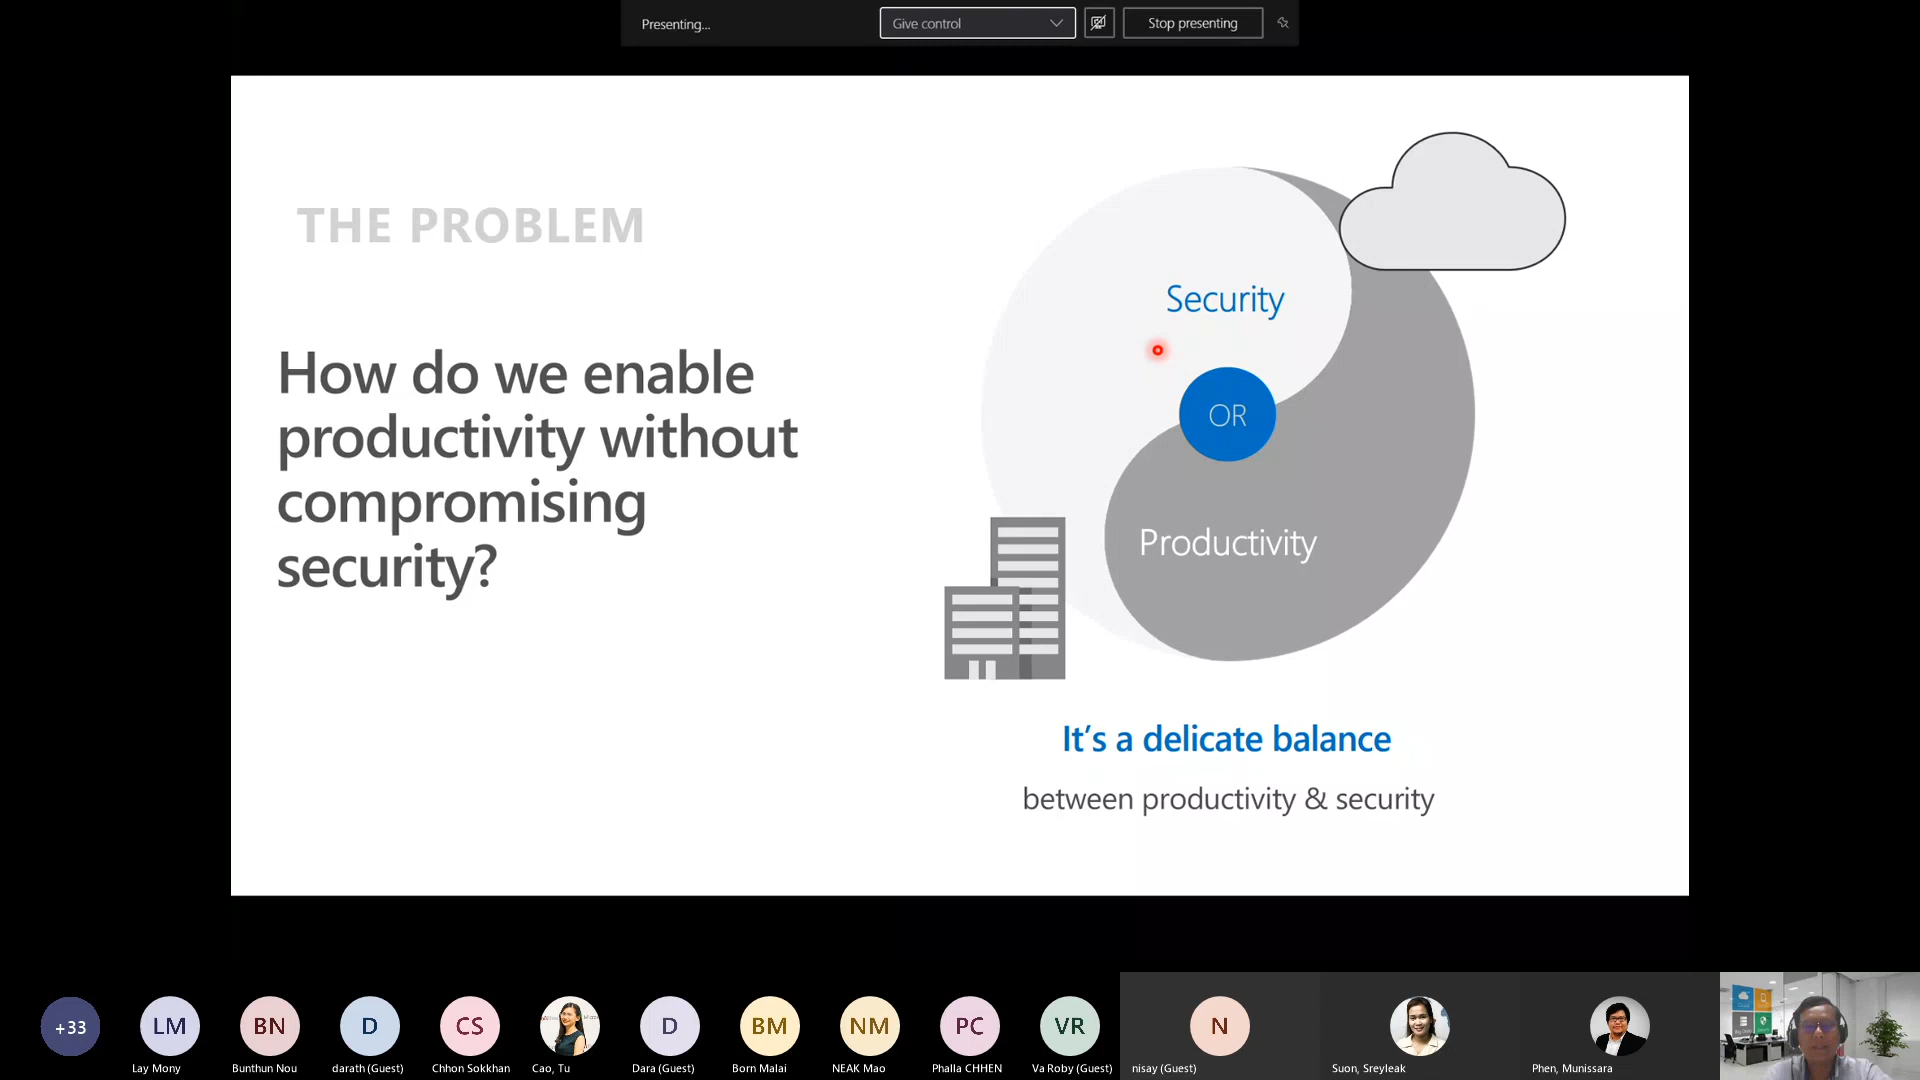 Presenting...
Give control
Stop presenting
THE PROBLEM
How do we enable
productivity without
compromising
security?
Security
OR
Productivity
It's a delicate balance
between productivity & security
+33
LM
BN
D
CS
D
BM
NM
PC
VR
N
Lay Mony
Bunthun Nou
darath (Guest)
Chhon Sokkhan
Cao, Tu
Dara (Guest)
Born Malai
NEAK Mao
Phalla CHHEN
Va Roby (Guest)
nisay (Guest)
Suon, Sreyleak
Phen, Munissara